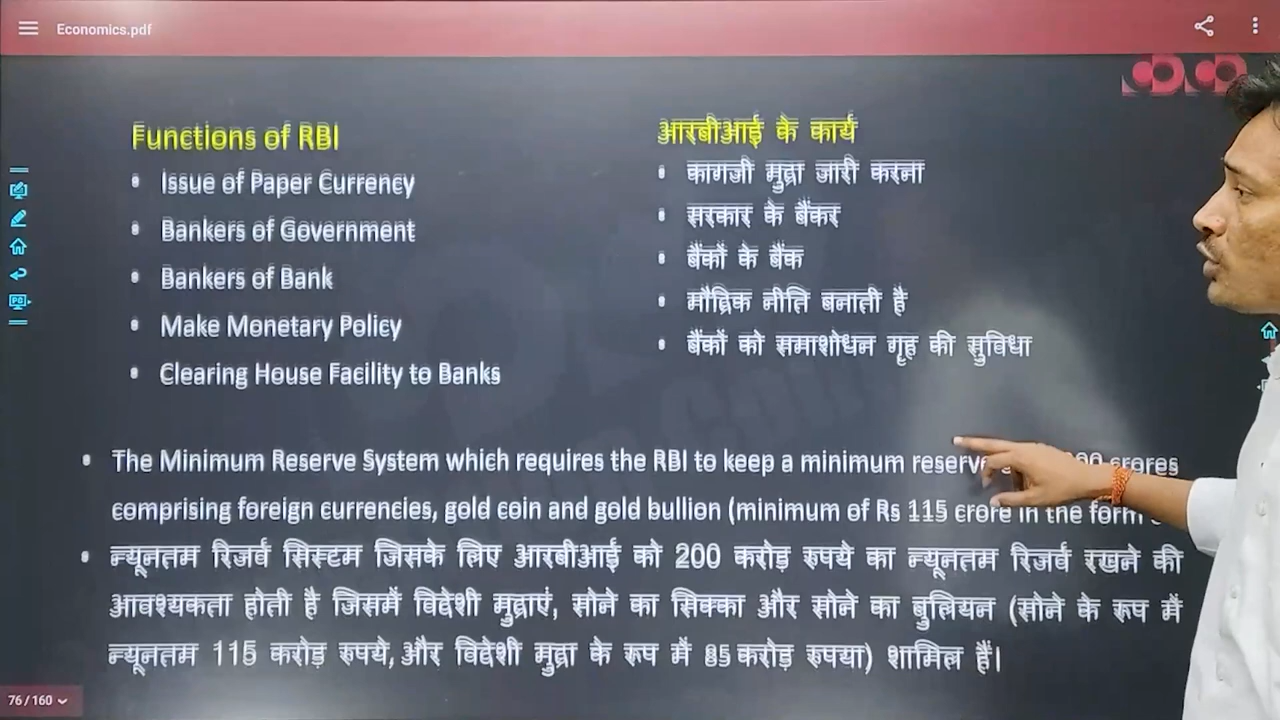 Economics.pdf
Functions of RBI
• Issue of Paper Currency
• Bankers of Government
• Bankers of Bank
• Make Monetary Policy
• Clearing House Facility to Banks
आरबीआई के कार्य
• कागजी मुद्रा जारी करना
• सरकार के बैंकर
• बैंकों के बैंक
• मौद्रिक नीति बनाती है
• बैंकों को समाशोधन गृह की सुविधा
• The Minimum Reserve System which requires the RBI to keep a minimum reserve crores
comprising foreign currencies, gold coin and gold bullion (minimum of Rs 115 crore in the form
• न्यूनतम रिजर्व सिस्टम जिसके लिए आरबीआई को 200 करोड़ रुपये का न्यूनतम रिजर्व रखने की
आवश्यकता होती है जिसमें विदेशी मुद्राएं, सोने का सिक्का और सोने का बुलियन (सोने के रूप में
न्यूनतम 115 करोड़ रुपये, और विदेशी मुद्रा के रूप में 85 करोड़ रुपया) शामिल हैं।
76 / 160